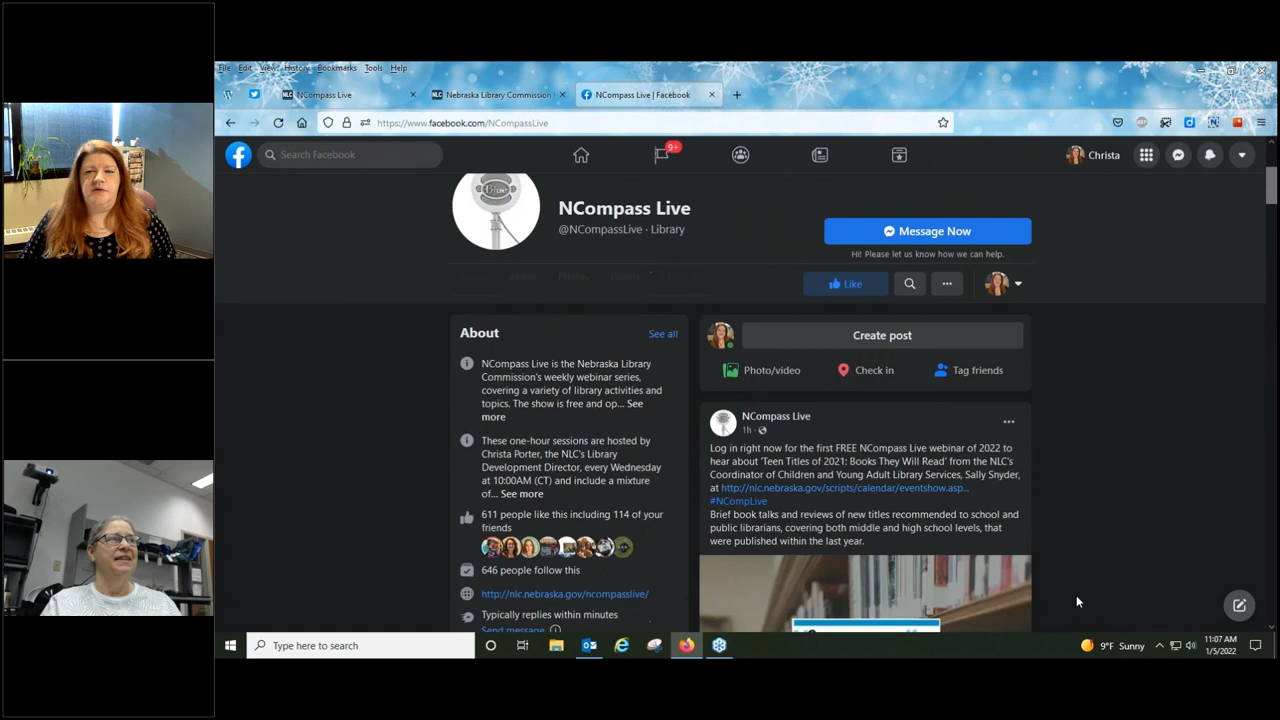 File Edit View History Bookmarks Tools Help
NCompass Live
Nebraska Library Commission
NCompass Live | Facebook
https://www.facebook.com/NCompassLive
Search Facebook
9+
Christa
Blue
NCompass Live
@NCompassLive · Library
Message Now
Hi! Please let us know how we can help.
Like
About
See all
NCompass Live is the Nebraska Library
Commission's weekly webinar series,
covering a variety of library activities and
topics. The show is free and op... See
more
These one-hour sessions are hosted by
Christa Porter, the NLC's Library
Development Director, every Wednesday
at 10:00AM (CT) and include a mixture
of... See more
611 people like this including 114 of your
friends
646 people follow this
http://nlc.nebraska.gov/ncompasslive/
Typically replies within minutes
Send message
Create post
Photo/video
Check in
Tag friends
NCompass Live
1h ·
Log in right now for the first FREE NCompass Live webinar of 2022 to
hear about 'Teen Titles of 2021: Books They Will Read' from the NLC's
Coordinator of Children and Young Adult Library Services, Sally Snyder,
at http://nlc.nebraska.gov/scripts/calendar/eventshow.asp...
#NCompLive
Brief book talks and reviews of new titles recommended to school and
public librarians, covering both middle and high school levels, that
were published within the last year.
Type here to search
9°F Sunny
11:07 AM
1/5/2022